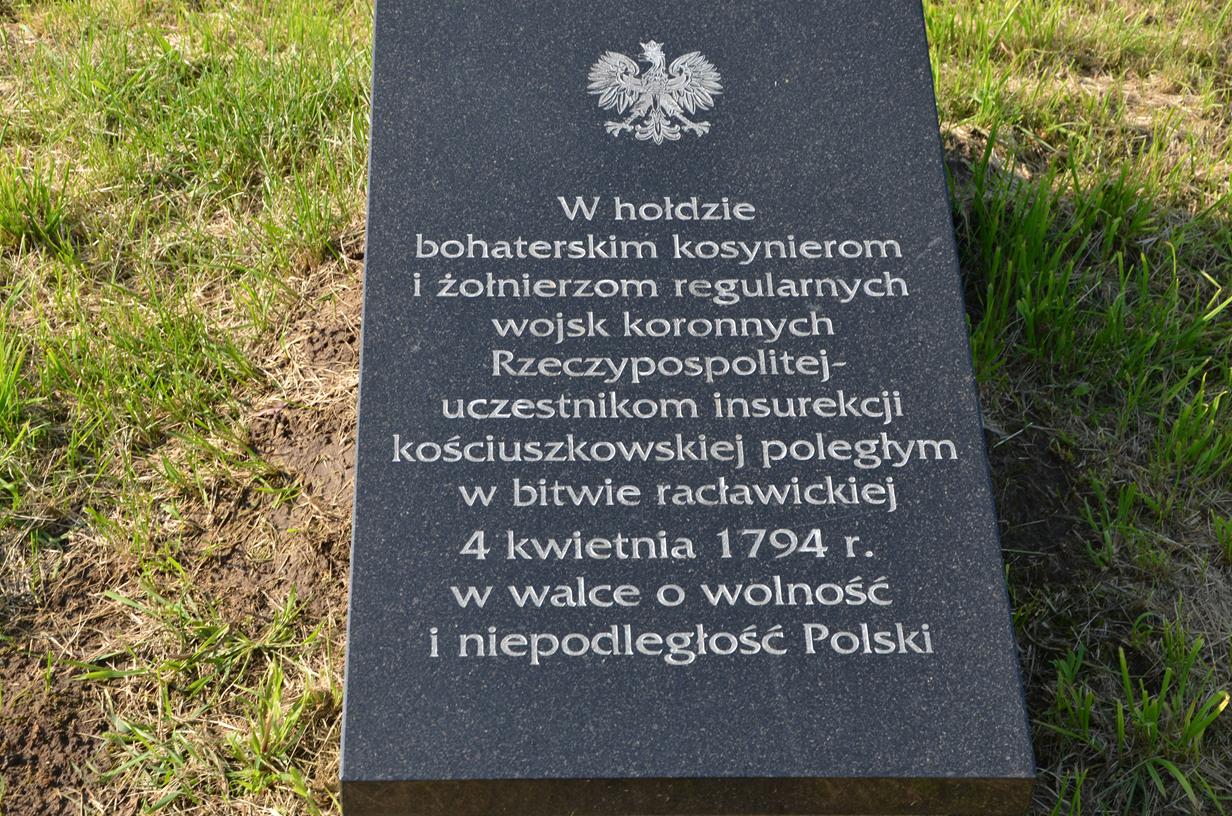 W hołdzie
bohaterskim kosynierom
i żołnierzom regularnych
wojsk koronnych
Rzeczypospolitej-
uczestnikom insurekcji
kościuszkowskiej poległym
w bitwie racławickiej
4 kwietnia 1794 r.
w walce o wolność
i niepodległość Polski